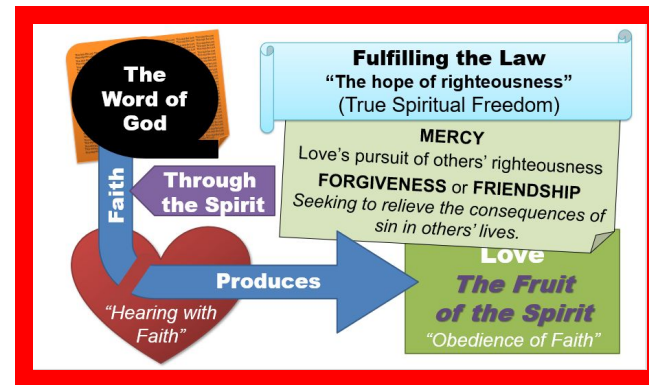 The
Word of
God
Fulfilling the Law
“The hope of righteousness”
(True Spiritual Freedom)
MERCY
Love’s pursuit of others’ righteousness
FORGIVENESS or FRIENDSHIP
Seeking to relieve the consequences of
sin in others’ lives.
Faith
Through
the Spirit
“Hearing with
Faith”
Produces
Love
The Fruit
of the Spirit
“Obedience of Faith”